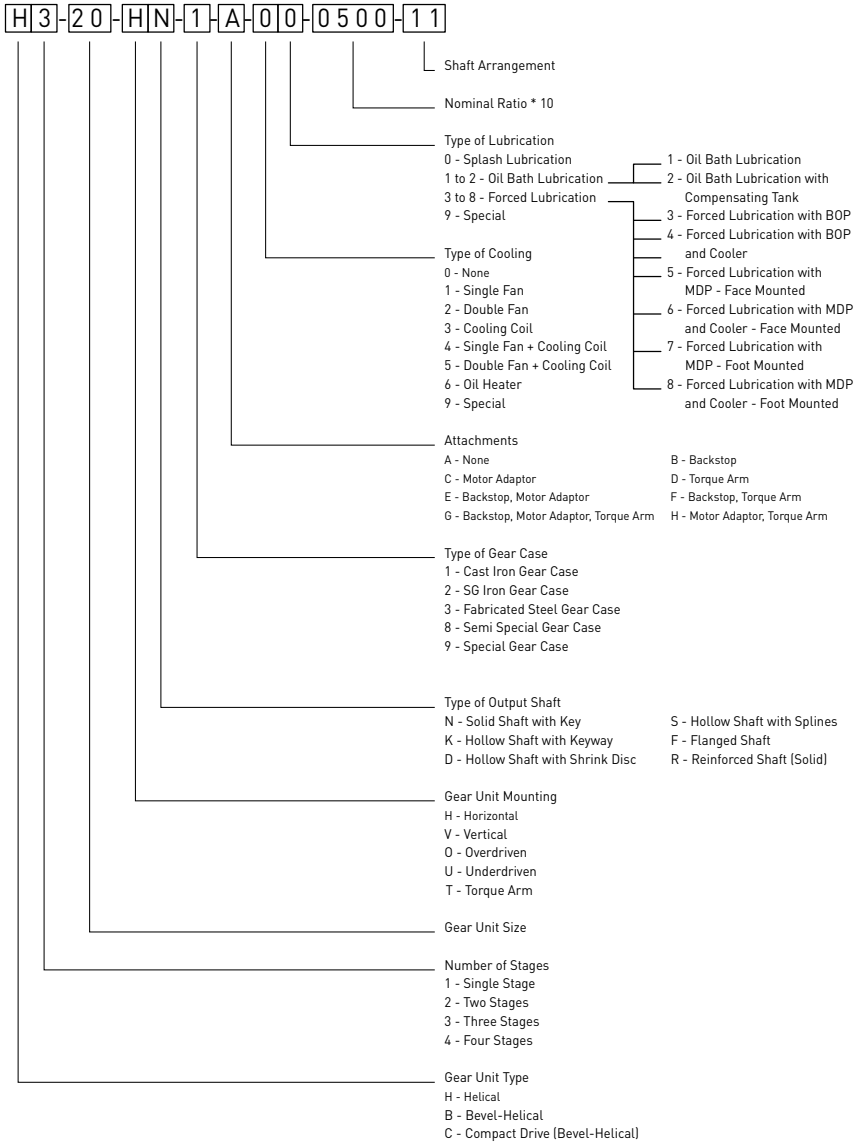 H3-20-HN-1-A-00-0500-11
Shaft Arrangement
Nominal Ratio * 10
Type of Lubrication
0 - Splash Lubrication
1 to 2 - Oil Bath Lubrication
3 to 8 - Forced Lubrication
9 - Special
1 - Oil Bath Lubrication
2 - Oil Bath Lubrication with
Compensating Tank
3 - Forced Lubrication with BOP
4 - Forced Lubrication with BOP
and Cooler
5 - Forced Lubrication with
MDP - Face Mounted
6 - Forced Lubrication with MDP
and Cooler - Face Mounted
7 - Forced Lubrication with
MDP - Foot Mounted
8 - Forced Lubrication with MDP
and Cooler - Foot Mounted
Type of Cooling
0 - None
1 - Single Fan
2 - Double Fan
3 - Cooling Coil
4 - Single Fan + Cooling Coil
5 - Double Fan + Cooling Coil
6 - Oil Heater
9 - Special
Attachments
A - None
B - Backstop
C - Motor Adaptor
D - Torque Arm
E - Backstop, Motor Adaptor
F - Backstop, Torque Arm
G - Backstop, Motor Adaptor, Torque Arm
H - Motor Adaptor, Torque Arm
Type of Gear Case
1 - Cast Iron Gear Case
2 - SG Iron Gear Case
3 - Fabricated Steel Gear Case
8 - Semi Special Gear Case
9 - Special Gear Case
Type of Output Shaft
N - Solid Shaft with Key
S - Hollow Shaft with Splines
K - Hollow Shaft with Keyway
F - Flanged Shaft
D - Hollow Shaft with Shrink Disc
R - Reinforced Shaft (Solid)
Gear Unit Mounting
H - Horizontal
V - Vertical
O - Overdriven
U - Underdriven
T - Torque Arm
Gear Unit Size
Number of Stages
1 - Single Stage
2 - Two Stages
3 - Three Stages
4 - Four Stages
Gear Unit Type
H - Helical
B - Bevel-Helical
C - Compact Drive (Bevel-Helical)